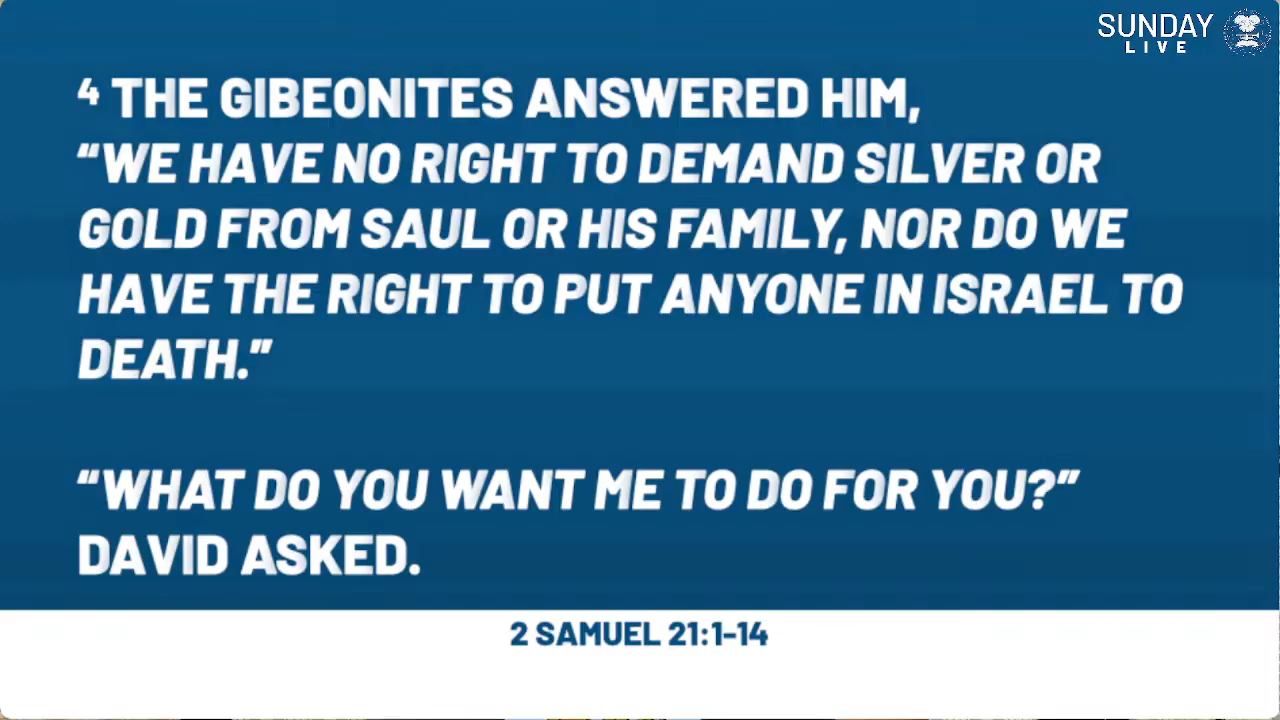 SUNDAY
LIVE
⁴ THE GIBEONITES ANSWERED HIM,
“WE HAVE NO RIGHT TO DEMAND SILVER OR
GOLD FROM SAUL OR HIS FAMILY, NOR DO WE
HAVE THE RIGHT TO PUT ANYONE IN ISRAEL TO
DEATH.”
“WHAT DO YOU WANT ME TO DO FOR YOU?”
DAVID ASKED.
2 SAMUEL 21:1-14